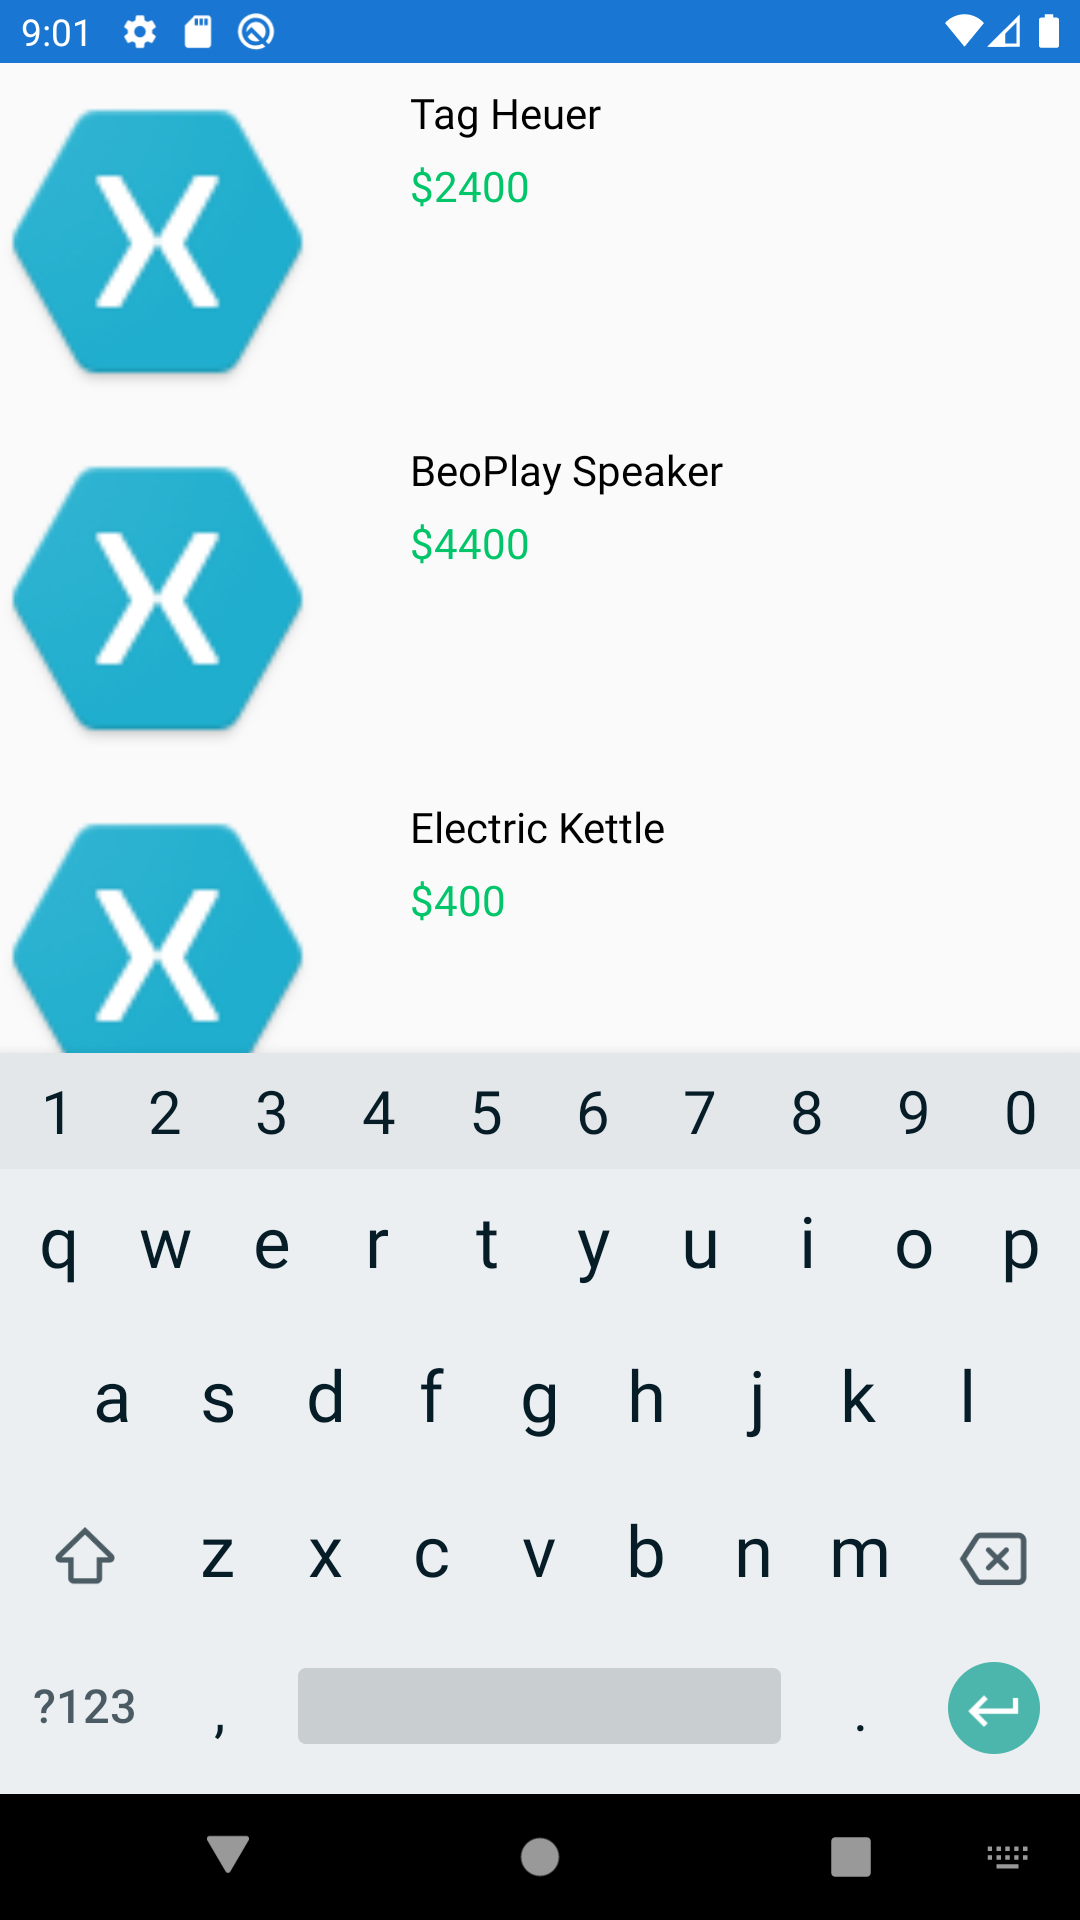 9:01
Tag Heuer
$2400
BeoPlay Speaker
$4400
Electric Kettle
$400
1 2 3 4 5 6 7 8 9 0
q w e r t y u i o p
a s d f g h j k l
z x c v b n m
?123 , .